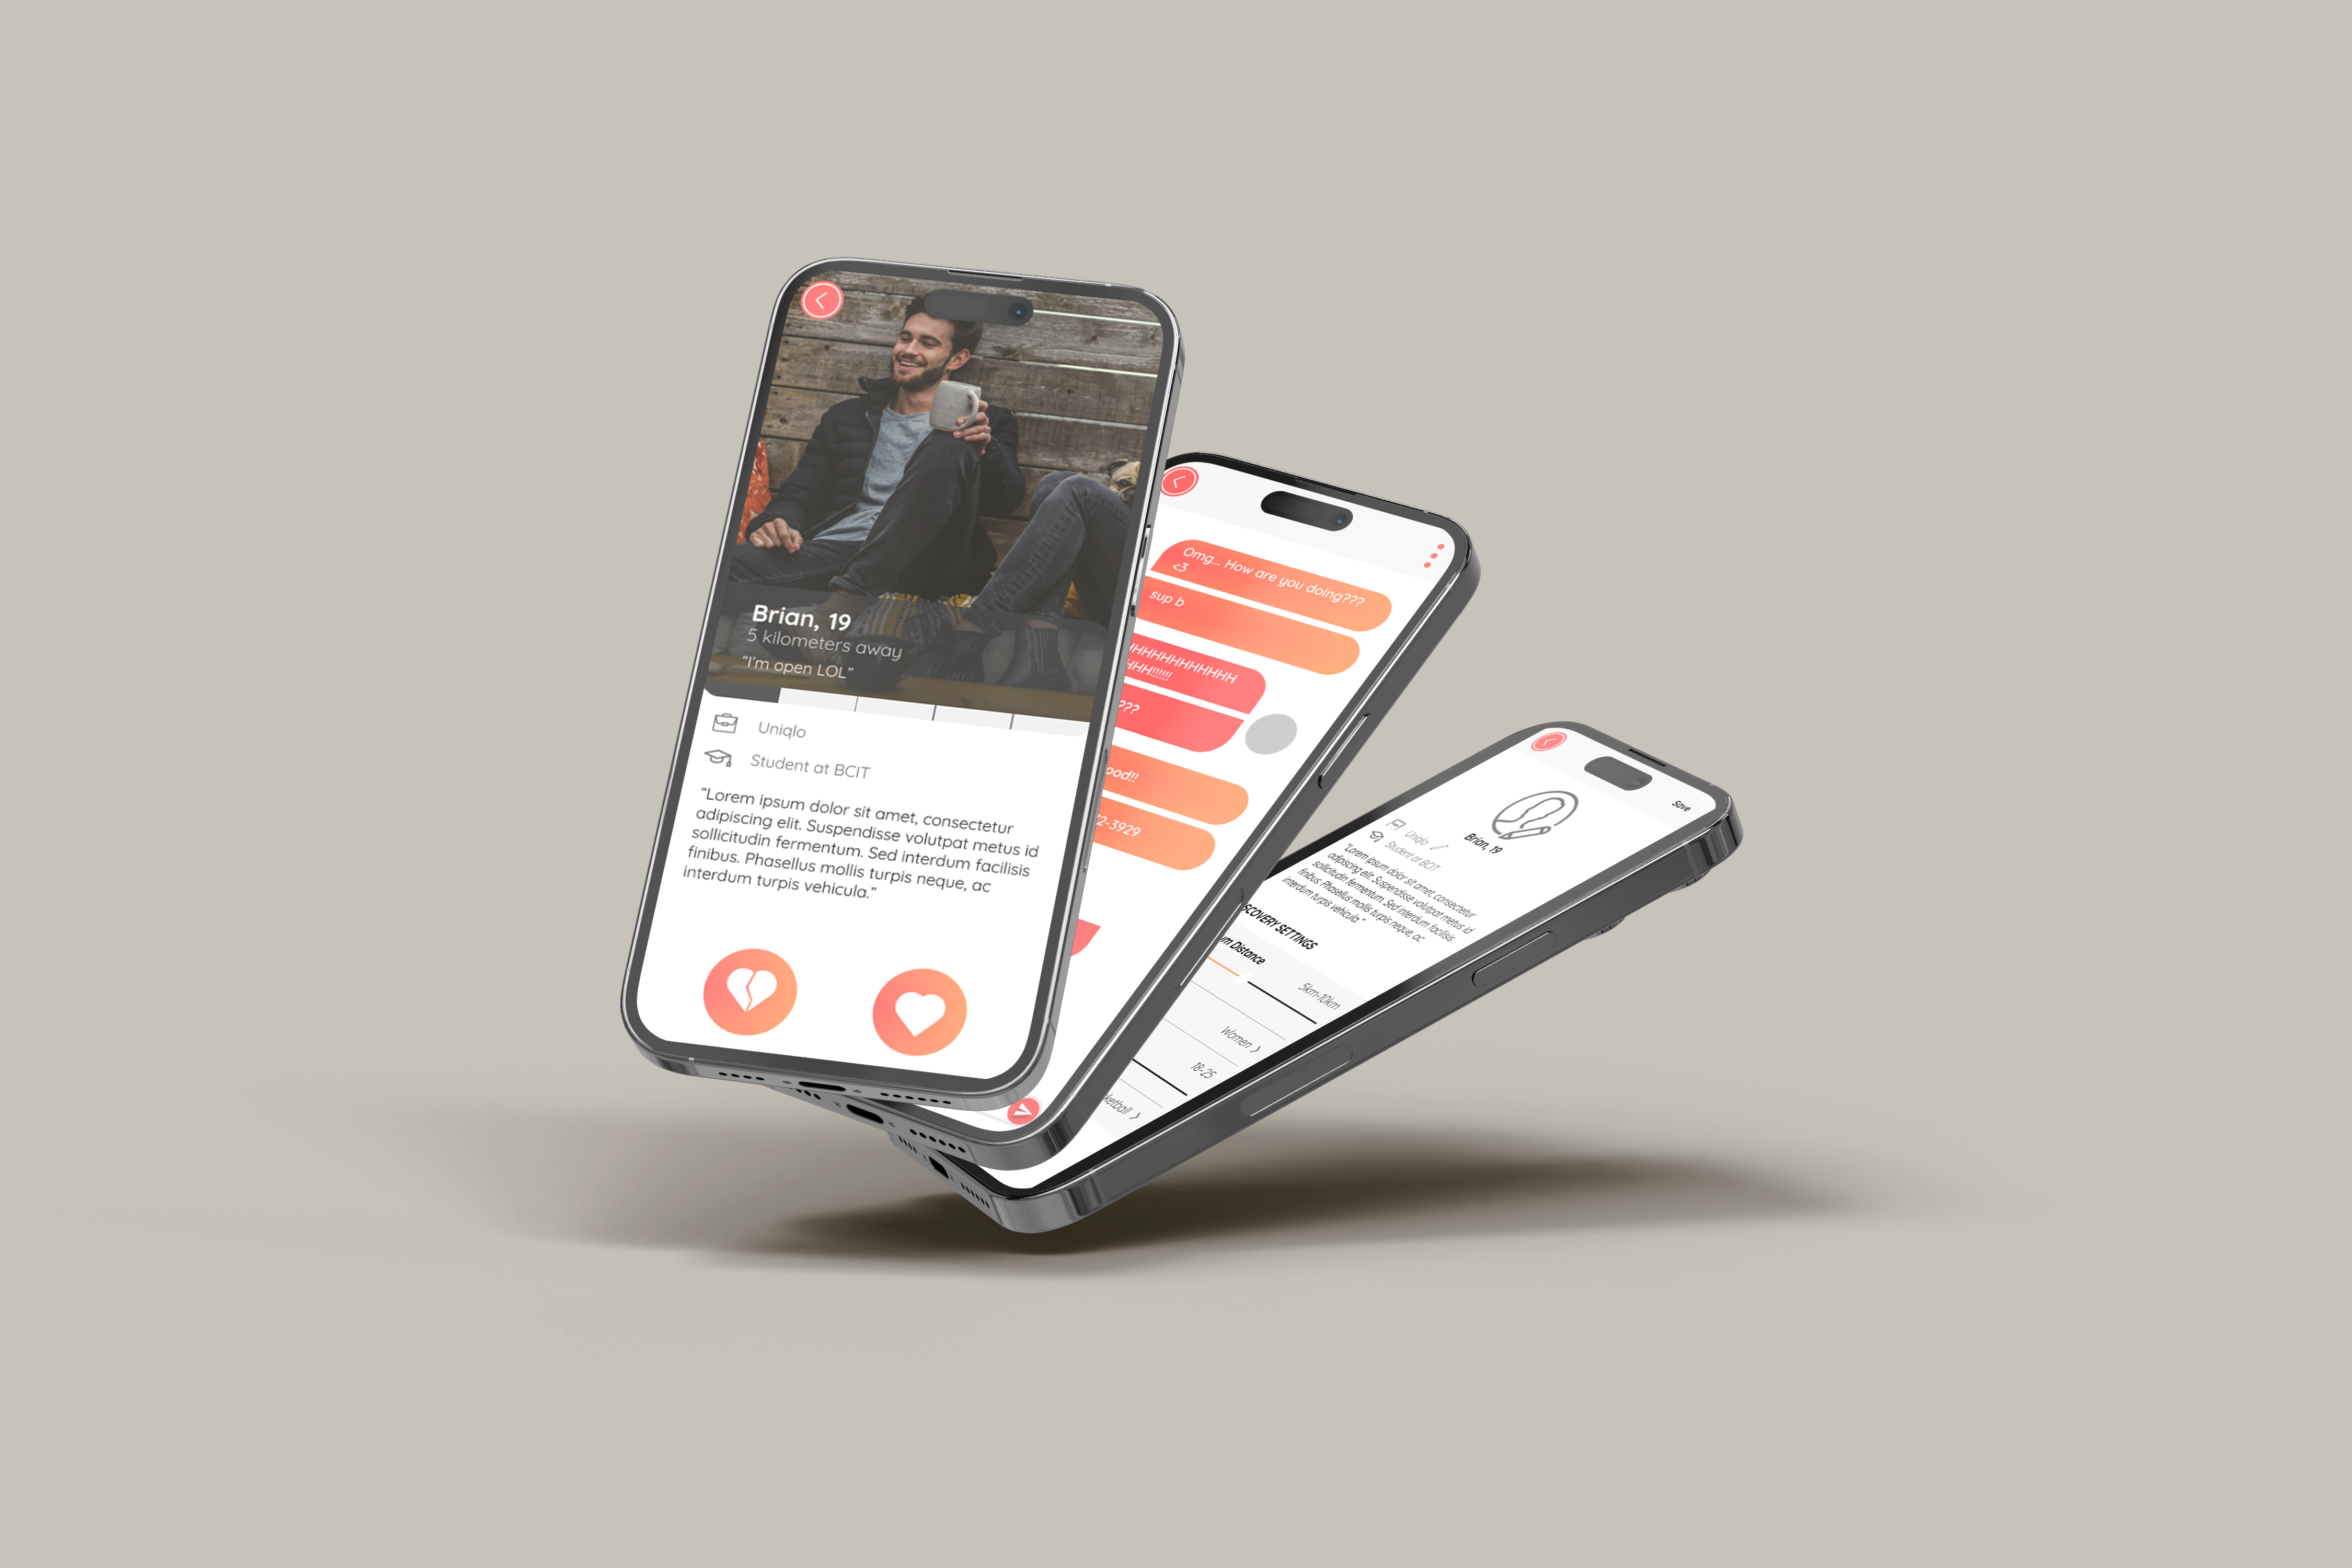 Brian, 19
5 kilometers away
“I’m open LOL”
Uniqlo
Student at BCIT
“Lorem ipsum dolor sit amet, consectetur
adipiscing elit. Suspendisse volutpat metus id
sollicitudin fermentum. Sed interdum facilisis
finibus. Phasellus mollis turpis neque, ac
interdum turpis vehicula.”
Omg... How are you doing???
<3
sup b
HHHHHHHHHHHH
HHH!!!!!!
???
ood!!
2-3929
Save
Brian, 19
Uniqlo
Student at BCIT
“Lorem ipsum dolor sit amet, consectetur
adipiscing elit. Suspendisse volutpat metus id
sollicitudin fermentum. Sed interdum facilisis
finibus. Phasellus mollis turpis neque, ac
interdum turpis vehicula.”
SCOVERY SETTINGS
um Distance
5km-10km
Women >
18-25
ketball >